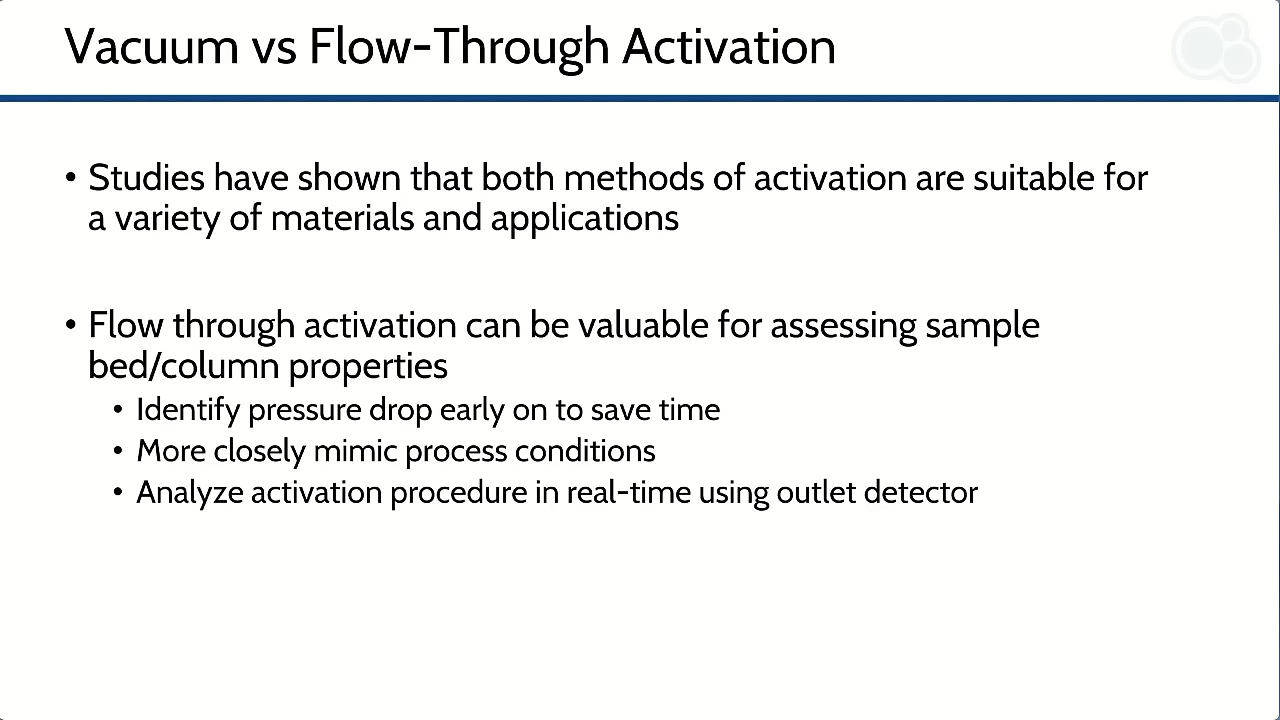 Vacuum vs Flow-Through Activation
• Studies have shown that both methods of activation are suitable for
a variety of materials and applications
• Flow through activation can be valuable for assessing sample
bed/column properties
• Identify pressure drop early on to save time
• More closely mimic process conditions
• Analyze activation procedure in real-time using outlet detector